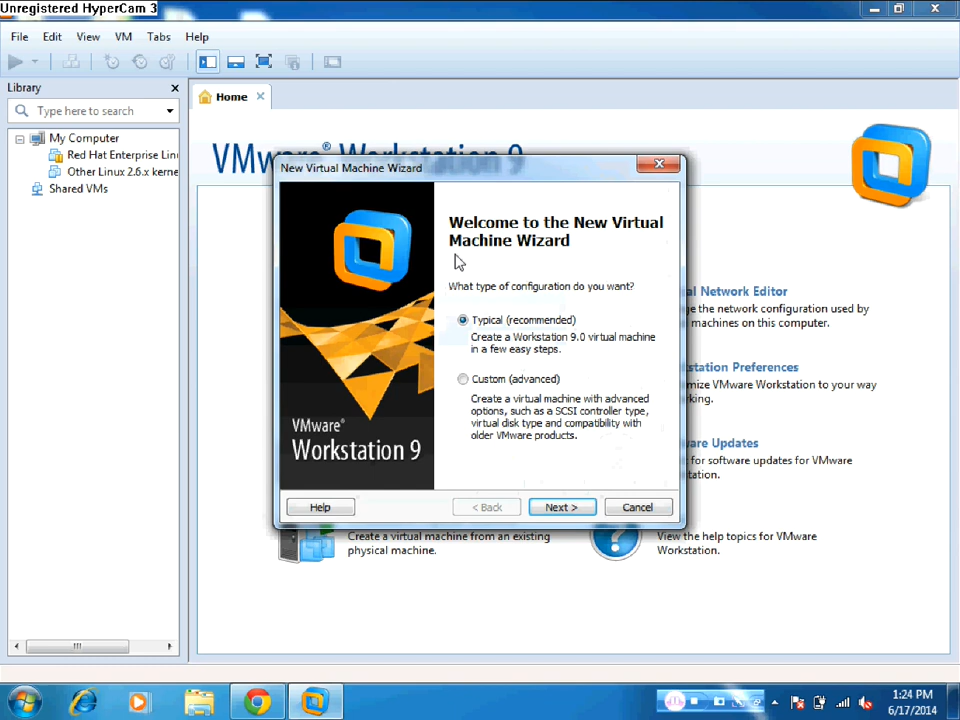 Unregistered HyperCam 3
File Edit View VM Tabs Help
Library
Type here to search
Home
My Computer
Red Hat Enterprise Lin
Other Linux 2.6.x kerne
Shared VMs
VMware® Workstation 9
New Virtual Machine Wizard
Welcome to the New Virtual
Machine Wizard
What type of configuration do you want?
Typical (recommended)
Create a Workstation 9.0 virtual machine
in a few easy steps.
Custom (advanced)
Create a virtual machine with advanced
options, such as a SCSI controller type,
virtual disk type and compatibility with
older VMware products.
VMware®
Workstation 9
Help
< Back
Next >
Cancel
al Network Editor
ge the network configuration used by
machines on this computer.
station Preferences
mize VMware Workstation to your way
king.
are Updates
for software updates for VMware
tation.
Create a virtual machine from an existing
physical machine.
View the help topics for VMware
Workstation.
1:24 PM
6/17/2014